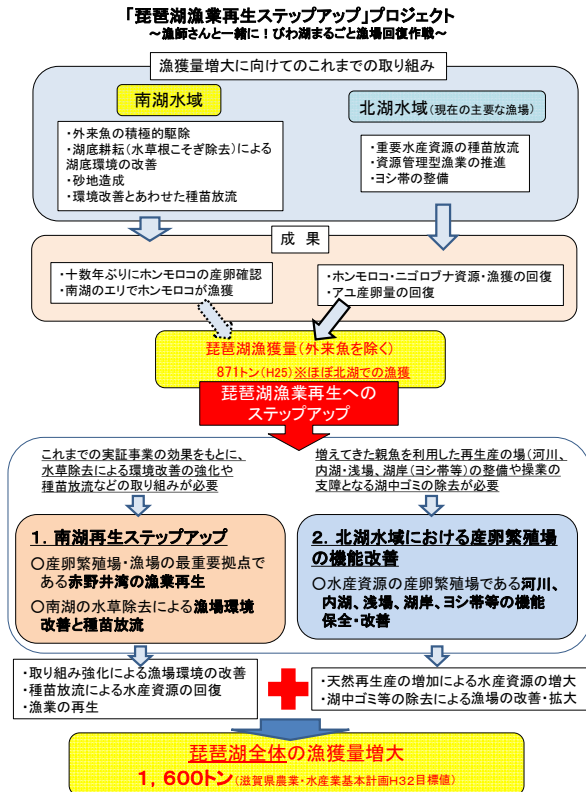 「琵琶湖漁業再生ステップアップ」プロジェクト
～漁師さんと一緒に！びわ湖まるごと漁場回復作戦～
漁獲量増大に向けてのこれまでの取り組み
南湖水域
・外来魚の積極的駆除
・湖底耕耘（水草根こそぎ除去）による
湖底環境の改善
・砂地造成
・環境改善とあわせた種苗放流
北湖水域（現在の主要な漁場）
・重要水産資源の種苗放流
・資源管理型漁業の推進
・ヨシ帯の整備
成　果
・十数年ぶりにホンモロコの産卵確認
・南湖のエリでホンモロコが漁獲
・ホンモロコ・ニゴロブナ資源・漁獲の回復
・アユ産卵量の回復
琵琶湖漁獲量（外来魚を除く）
871トン（H25）※ほぼ北湖での漁獲
琵琶湖漁業再生への
ステップアップ
これまでの実証事業の効果をもとに、
水草除去による環境改善の強化や
種苗放流などの取り組みが必要
増えてきた親魚を利用した再生産の場（河川、
内湖・浅場、湖岸（ヨシ帯等）の整備や操業の
支障となる湖中ゴミの除去が必要
１．南湖再生ステップアップ
○産卵繁殖場・漁場の最重要拠点で
ある赤野井湾の漁業再生
○南湖の水草除去による漁場環境
改善と種苗放流
２．北湖水域における産卵繁殖場
の機能改善
○水産資源の産卵繁殖場である河川、
内湖、浅場、湖岸、ヨシ帯等の機能
保全・改善
・取り組み強化による漁場環境の改善
・種苗放流による水産資源の回復
・漁業の再生
・天然再生産の増加による水産資源の増大
・湖中ゴミ等の除去による漁場の改善・拡大
琵琶湖全体の漁獲量増大
１，６００トン（滋賀県農業・水産業基本計画H32目標値）